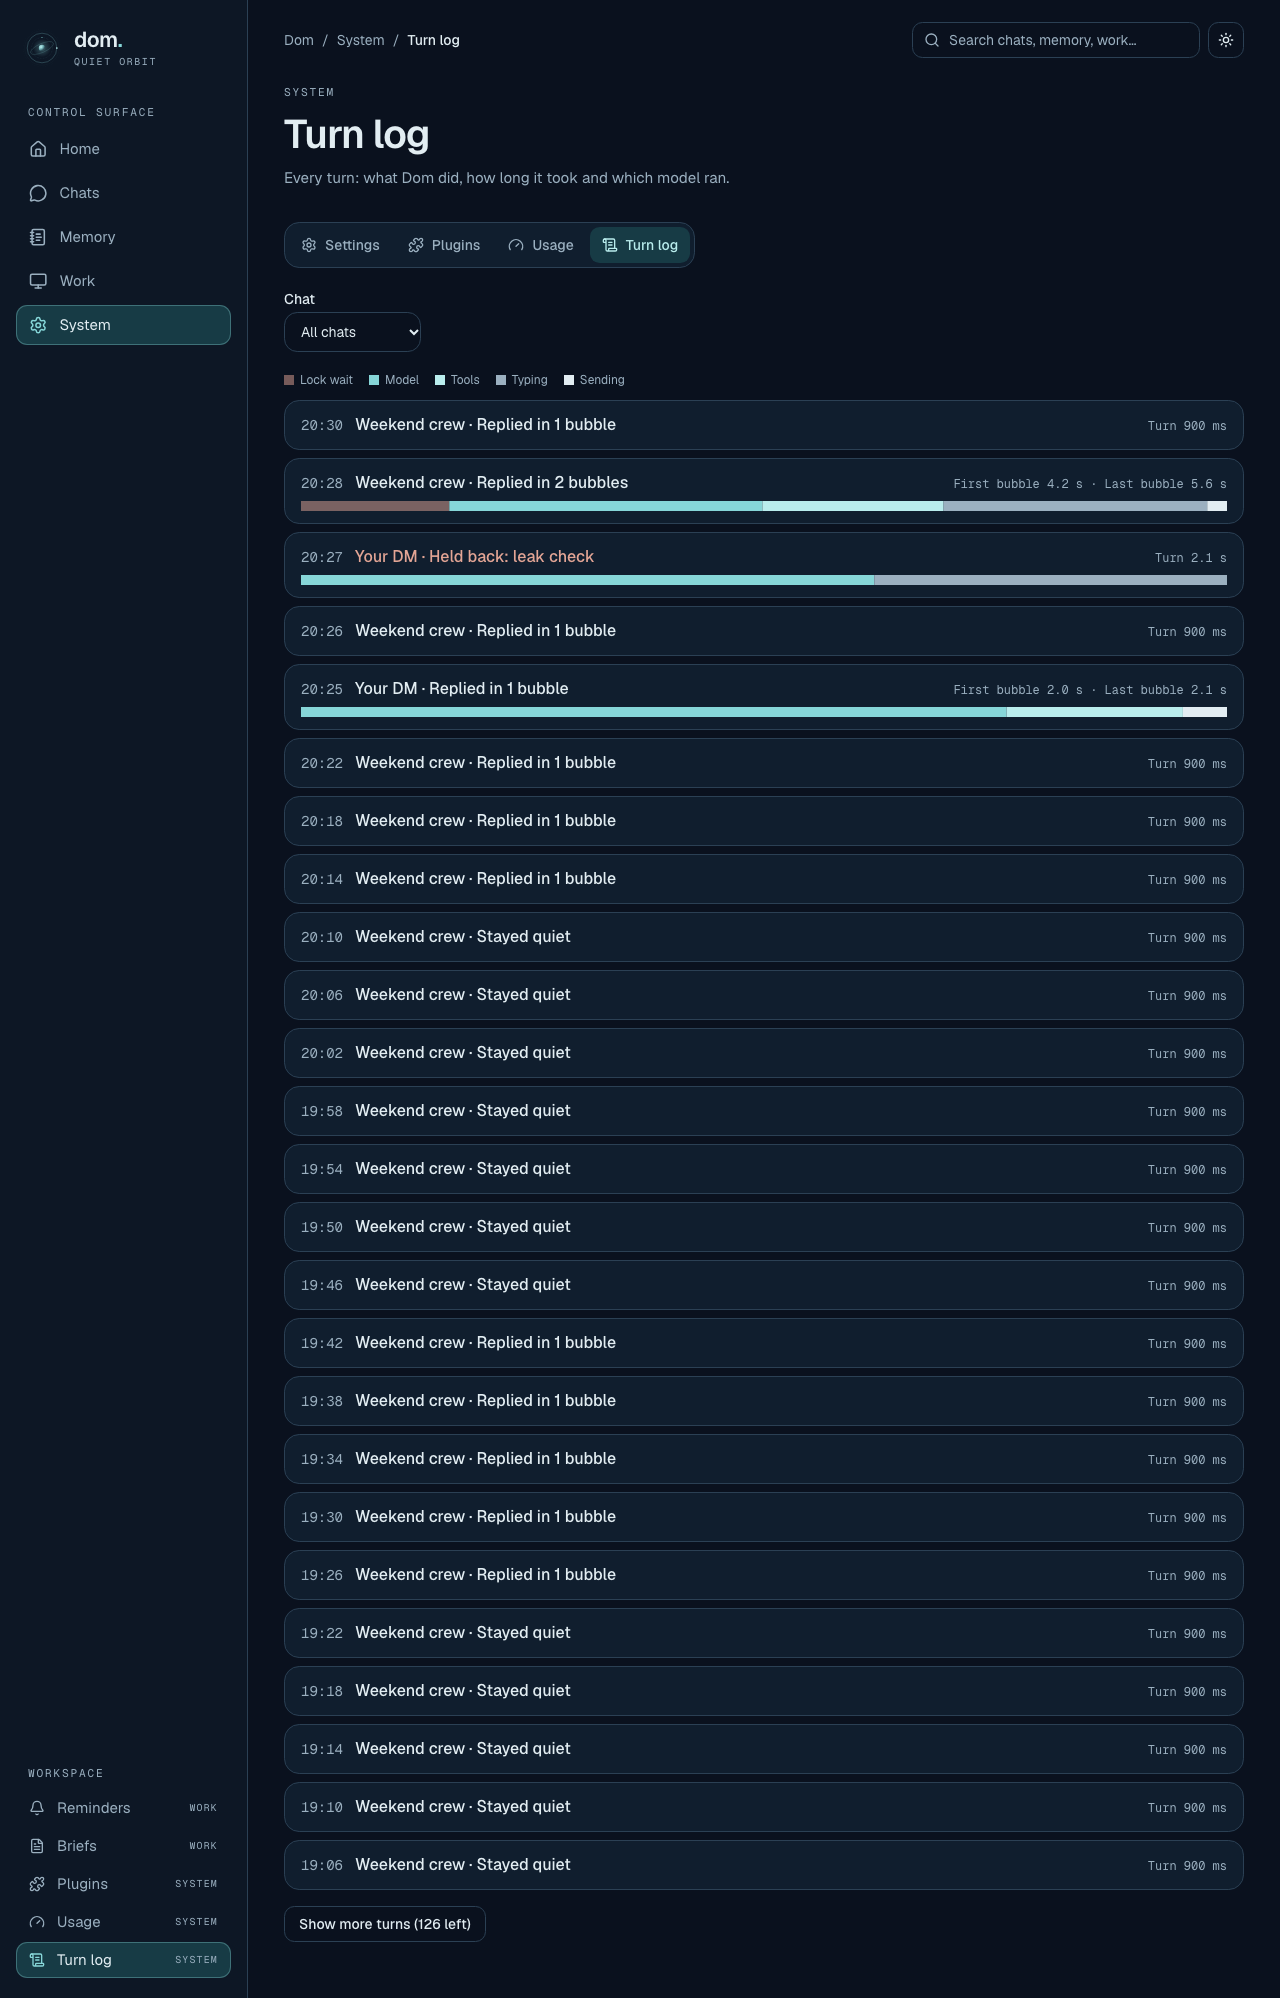 dom.
QUIET ORBIT
CONTROL SURFACE
Home
Chats
Memory
Work
System
WORKSPACE
Reminders WORK
Briefs WORK
Plugins SYSTEM
Usage SYSTEM
Turn log SYSTEM
Dom / System / Turn log
Search chats, memory, work...
SYSTEM
Turn log
Every turn: what Dom did, how long it took and which model ran.
Settings Plugins Usage Turn log
Chat
All chats
Lock wait Model Tools Typing Sending
20:30 Weekend crew · Replied in 1 bubble Turn 900 ms
20:28 Weekend crew · Replied in 2 bubbles First bubble 4.2 s · Last bubble 5.6 s
20:27 Your DM · Held back: leak check Turn 2.1 s
20:26 Weekend crew · Replied in 1 bubble Turn 900 ms
20:25 Your DM · Replied in 1 bubble First bubble 2.0 s · Last bubble 2.1 s
20:22 Weekend crew · Replied in 1 bubble Turn 900 ms
20:18 Weekend crew · Replied in 1 bubble Turn 900 ms
20:14 Weekend crew · Replied in 1 bubble Turn 900 ms
20:10 Weekend crew · Stayed quiet Turn 900 ms
20:06 Weekend crew · Stayed quiet Turn 900 ms
20:02 Weekend crew · Stayed quiet Turn 900 ms
19:58 Weekend crew · Stayed quiet Turn 900 ms
19:54 Weekend crew · Stayed quiet Turn 900 ms
19:50 Weekend crew · Stayed quiet Turn 900 ms
19:46 Weekend crew · Stayed quiet Turn 900 ms
19:42 Weekend crew · Replied in 1 bubble Turn 900 ms
19:38 Weekend crew · Replied in 1 bubble Turn 900 ms
19:34 Weekend crew · Replied in 1 bubble Turn 900 ms
19:30 Weekend crew · Replied in 1 bubble Turn 900 ms
19:26 Weekend crew · Replied in 1 bubble Turn 900 ms
19:22 Weekend crew · Stayed quiet Turn 900 ms
19:18 Weekend crew · Stayed quiet Turn 900 ms
19:14 Weekend crew · Stayed quiet Turn 900 ms
19:10 Weekend crew · Stayed quiet Turn 900 ms
19:06 Weekend crew · Stayed quiet Turn 900 ms
Show more turns (126 left)